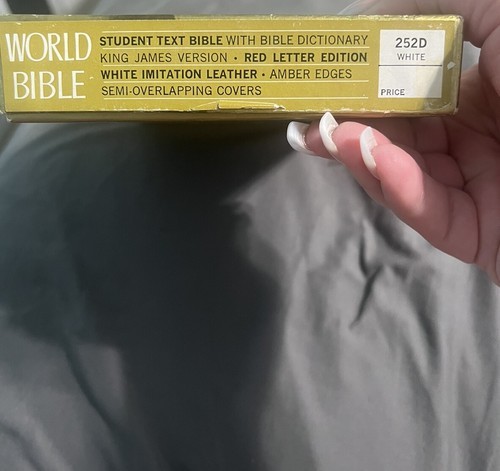 WORLD
BIBLE
STUDENT TEXT BIBLE WITH BIBLE DICTIONARY
KING JAMES VERSION • RED LETTER EDITION
WHITE IMITATION LEATHER • AMBER EDGES
SEMI-OVERLAPPING COVERS
252D
WHITE
PRICE